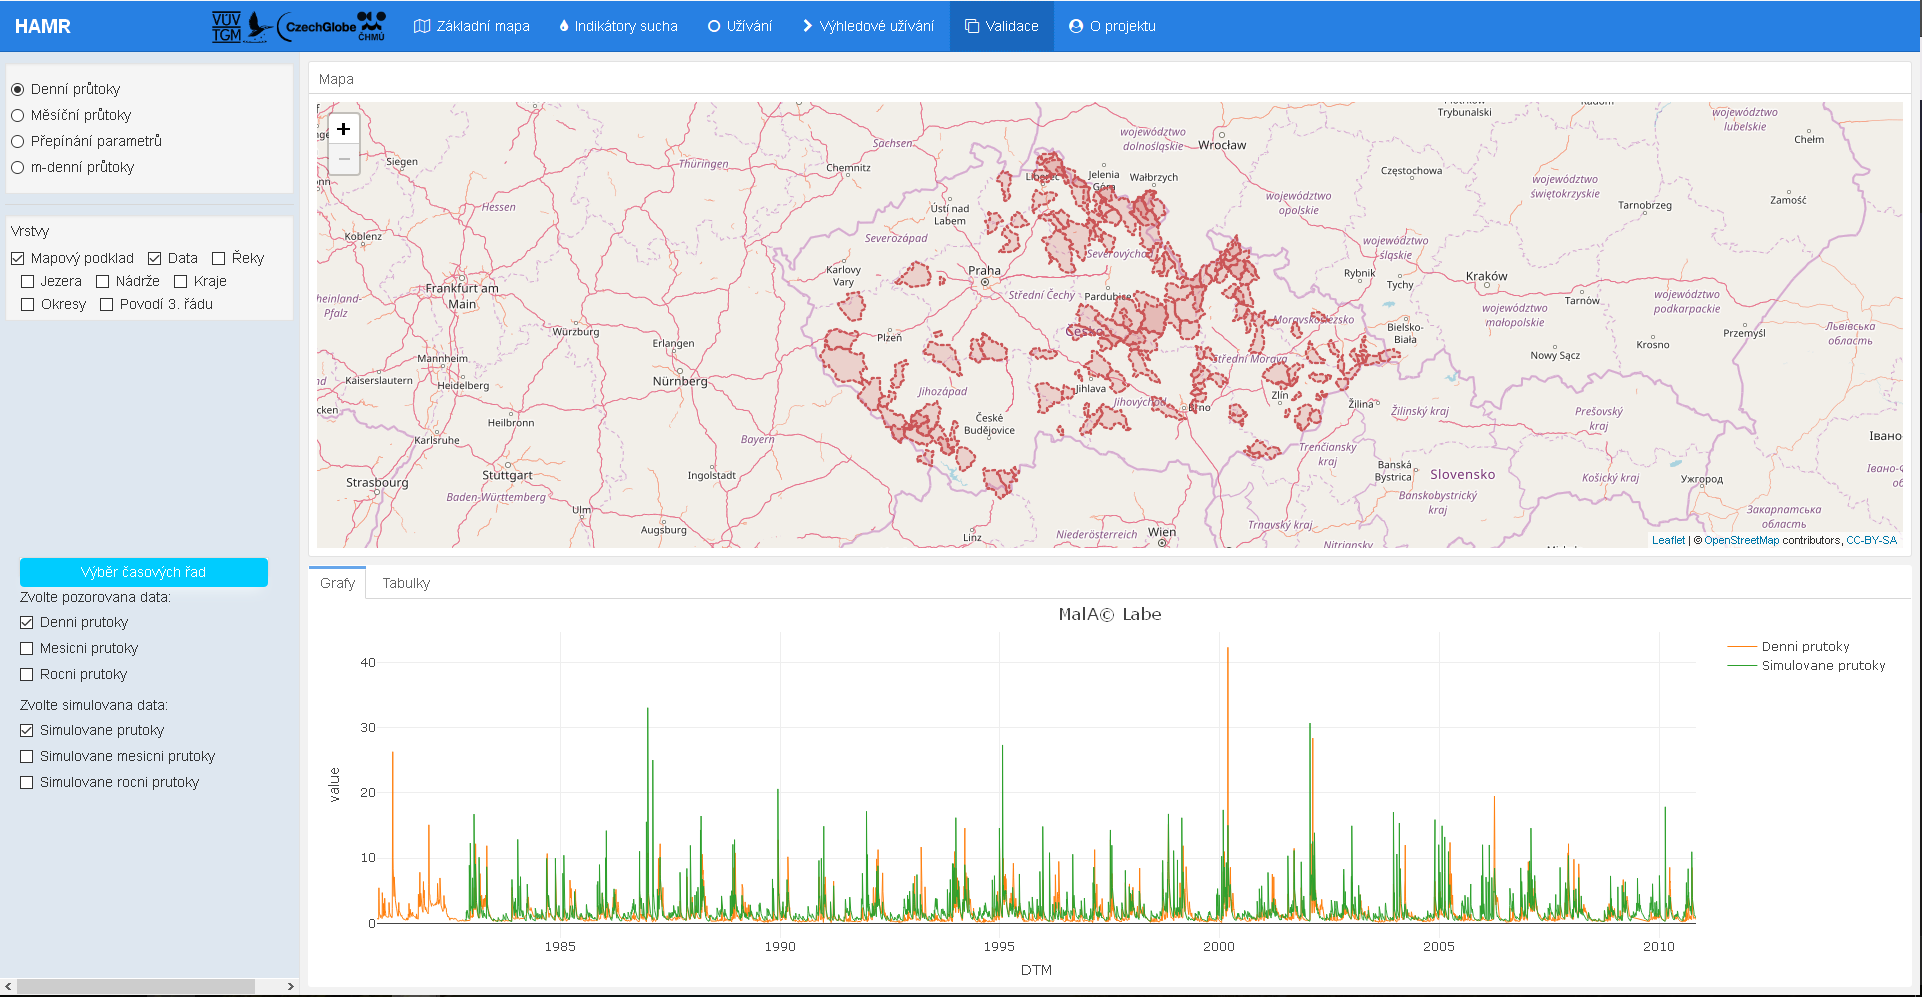 HAMR
VÚV
TGM
CzechGlobe
ČHMÚ
Základní mapa
Indikátory sucha
Užívání
Výhledové užívání
Validace
O projektu
Denní průtoky
Měsíční průtoky
Přepínání parametrů
m-denní průtoky
Vrstvy
Mapový podklad
Data
Řeky
Jezera
Nádrže
Kraje
Okresy
Povodí 3. řádu
Výběr časových řad
Zvolte pozorovana data:
Denni prutoky
Mesicni prutoky
Rocni prutoky
Zvolte simulovana data:
Simulovane prutoky
Simulovane mesicni prutoky
Simulovane rocni prutoky
Mapa
+
−
Trybunalski
Radom
województwo
lubelskie
Chełm
województwo
dolnośląskie
Wrocław
Sachsen
Siegen
Thüringen
Chemnitz
Liberec
Jelenia
Góra
Wałbrzych
Częstochowa
województwo
świętokrzyskie
Tarnobrzeg
Zamość
Hessen
Ústí nad
Labem
województwo
opolskie
Koblenz
Severozápad
Severovýchod
województwo
śląskie
Karlovy
Vary
Praha
Rybnik
Tychy
Kraków
Frankfurt am
Main
Střední Čechy
Pardubice
Tarnów
województwo
podkarpackie
heinland-
Pfalz
Würzburg
Plzeň
Česko
Moravskoslezsko
Bielsko-
Biała
województwo
małopolskie
Przemyśl
Львівська
область
Erlangen
Krosno
Mannheim
Nowy Sącz
Střední Morava
Kaiserslautern
Heidelberg
Nürnberg
Jihozápad
Jihlava
Jihovýchod
Brno
Zlín
Žilina
Žilinský kraj
Prešovský
kraj
cken
Heilbronn
České
Budějovice
Karlsruhe
Bayern
Івано
Trenčiansky
kraj
Banská
Bystrica
Slovensko
Košický kraj
Ужгород
Strasbourg
Stuttgart
Ingolstadt
Baden-Württemberg
Banskobystrický
kraj
Ulm
Augsburg
Linz
Niederösterreich
Wien
Trnavský kraj
Nitriansky
Закарпатська
область
Leaflet | © OpenStreetMap contributors, CC-BY-SA
Grafy
Tabulky
MalA© Labe
Denni prutoky
Simulovane prutoky
value
40
30
20
10
0
1985
1990
1995
2000
2005
2010
DTM